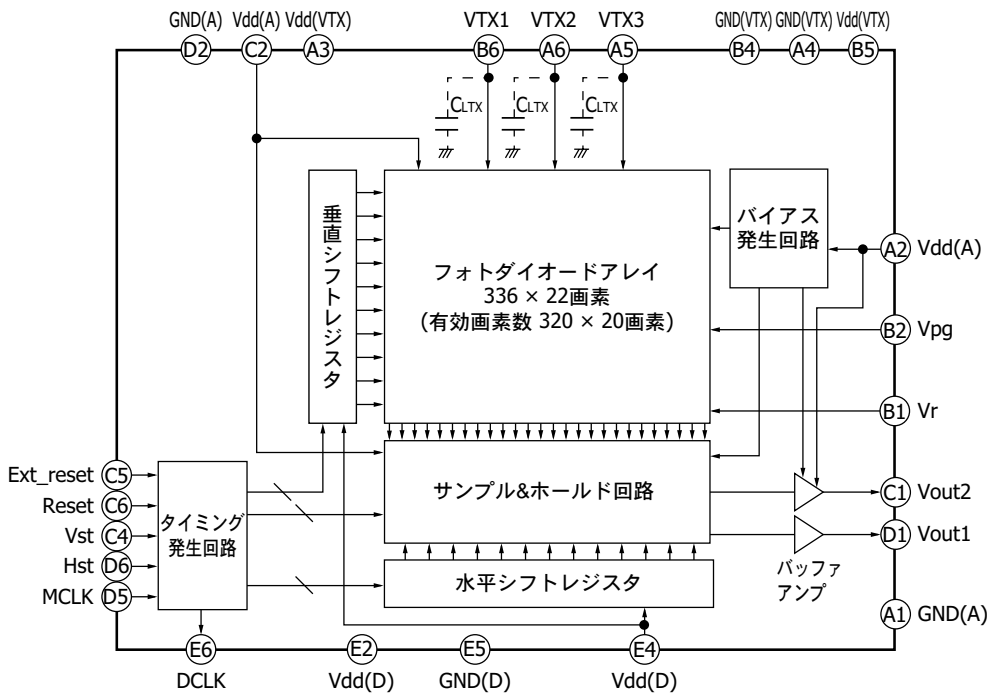 GND(A) Vdd(A) Vdd(VTX) VTX1 VTX2 VTX3 GND(VTX) GND(VTX) Vdd(VTX)
D2 C2 A3 B6 A6 A5 B4 A4 B5
CLTX CLTX CLTX
垂直シフトレジスタ
フォトダイオードアレイ
336 × 22画素
(有効画素数 320 × 20画素)
バイアス
発生回路
A2 Vdd(A)
B2 Vpg
B1 Vr
Ext_reset C5
Reset C6
Vst C4
Hst D6
MCLK D5
タイミング
発生回路
サンプル&ホールド回路
水平シフトレジスタ
C1 Vout2
D1 Vout1
バッファ
アンプ
A1 GND(A)
E6 E2 E5 E4
DCLK Vdd(D) GND(D) Vdd(D)